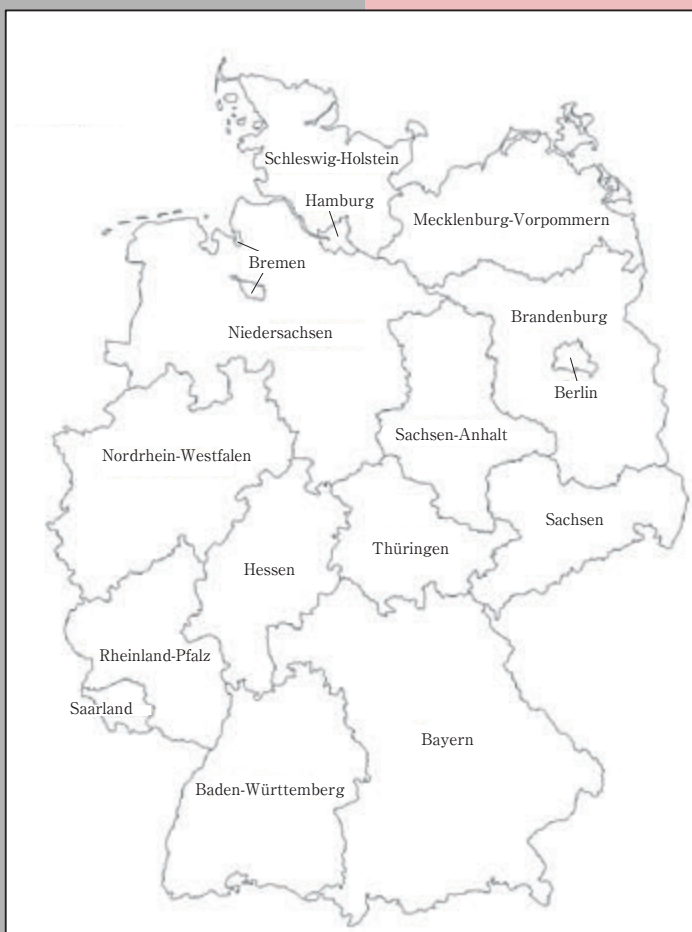 Schleswig-Holstein
Hamburg
Mecklenburg-Vorpommern
Bremen
Brandenburg
Niedersachsen
Berlin
Sachsen-Anhalt
Nordrhein-Westfalen
Sachsen
Thüringen
Hessen
Rheinland-Pfalz
Saarland
Bayern
Baden-Württemberg